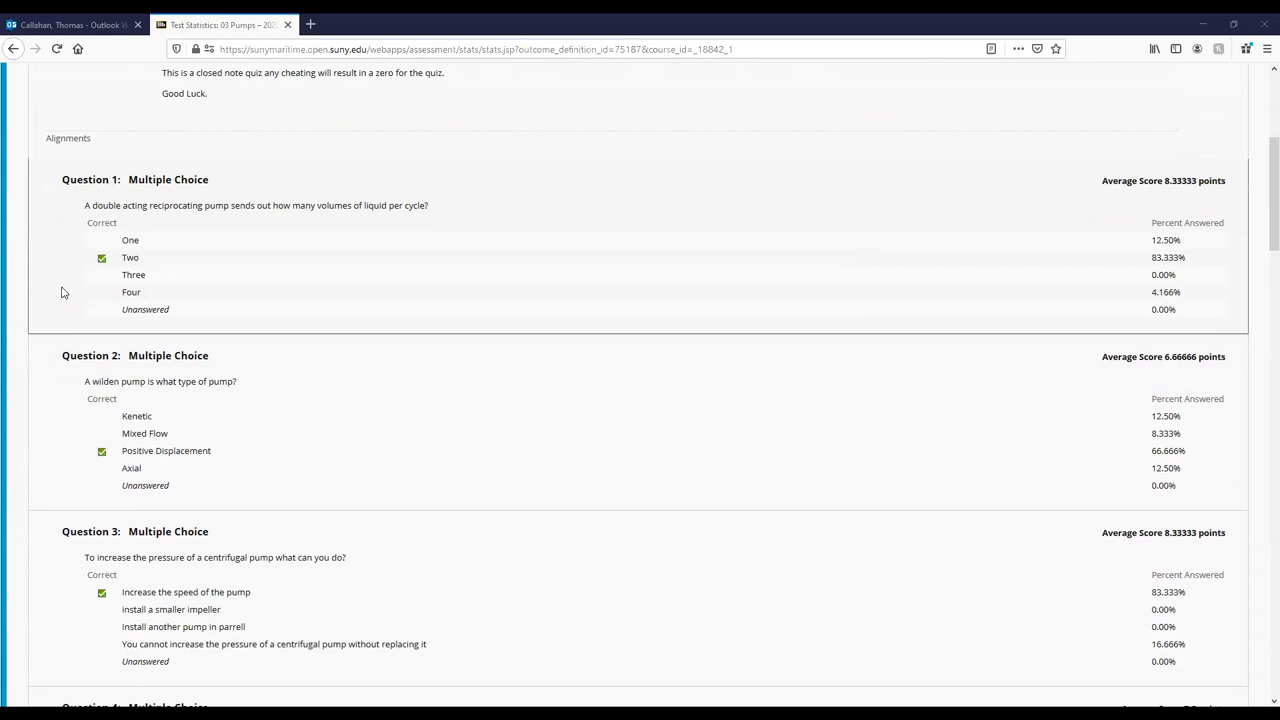 Callahan, Thomas - Outlook W
Test Statistics: 03 Pumps – 202
https://sunymaritime.open.suny.edu/webapps/assessment/stats/stats.jsp?outcome_definition_id=75187&course_id=_18842_1
This is a closed note quiz any cheating will result in a zero for the quiz.
Good Luck.
Alignments
Question 1: Multiple Choice Average Score 8.33333 points
A double acting reciprocating pump sends out how many volumes of liquid per cycle?
Correct Percent Answered
One 12.50%
Two 83.333%
Three 0.00%
Four 4.166%
Unanswered 0.00%
Question 2: Multiple Choice Average Score 6.66666 points
A wilden pump is what type of pump?
Correct Percent Answered
Kenetic 12.50%
Mixed Flow 8.333%
Positive Displacement 66.666%
Axial 12.50%
Unanswered 0.00%
Question 3: Multiple Choice Average Score 8.33333 points
To increase the pressure of a centrifugal pump what can you do?
Correct Percent Answered
Increase the speed of the pump 83.333%
install a smaller impeller 0.00%
Install another pump in parrell 0.00%
You cannot increase the pressure of a centrifugal pump without replacing it 16.666%
Unanswered 0.00%